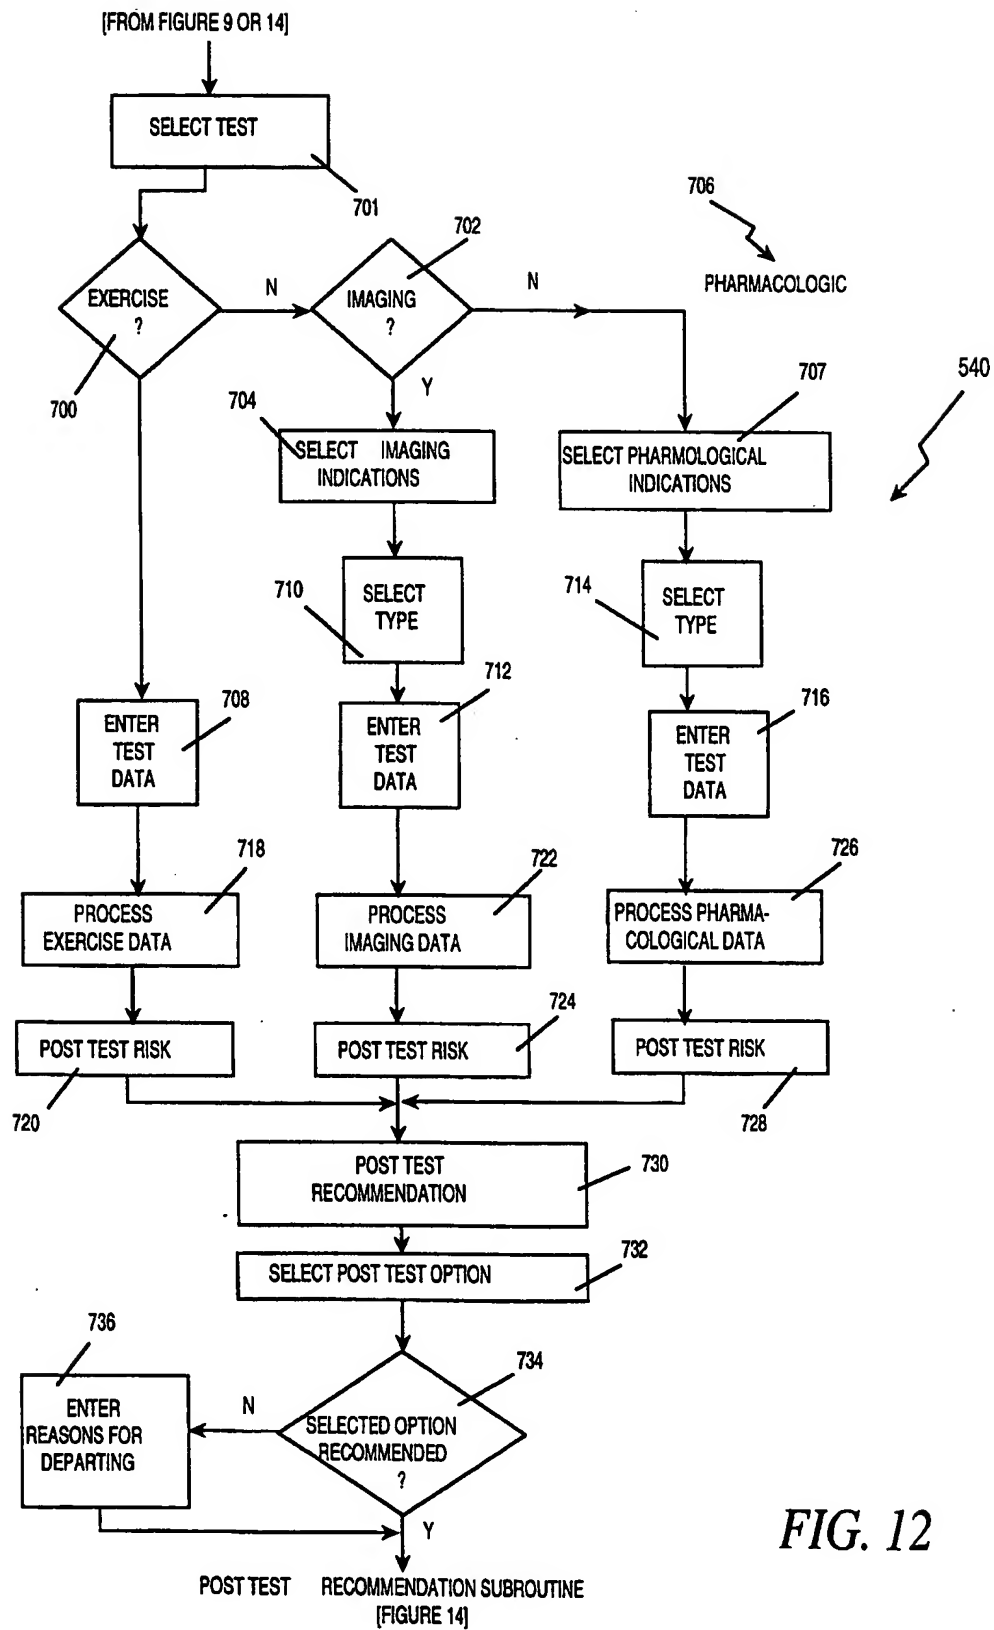 [FROM FIGURE 9 OR 14]
SELECT TEST
701
706
PHARMACOLOGIC
702
EXERCISE
?
700
N
IMAGING
?
N
Y
540
704
SELECT IMAGING
INDICATIONS
707
SELECT PHARMOLOGICAL
INDICATIONS
710
SELECT
TYPE
714
SELECT
TYPE
708
ENTER
TEST
DATA
712
ENTER
TEST
DATA
716
ENTER
TEST
DATA
718
PROCESS
EXERCISE DATA
722
PROCESS
IMAGING DATA
726
PROCESS PHARMA-
COLOGICAL DATA
POST TEST RISK
720
724
POST TEST RISK
POST TEST RISK
728
POST TEST
RECOMMENDATION
730
732
SELECT POST TEST OPTION
736
ENTER
REASONS FOR
DEPARTING
N
734
SELECTED OPTION
RECOMMENDED
?
Y
POST TEST RECOMMENDATION SUBROUTINE
[FIGURE 14]
FIG. 12